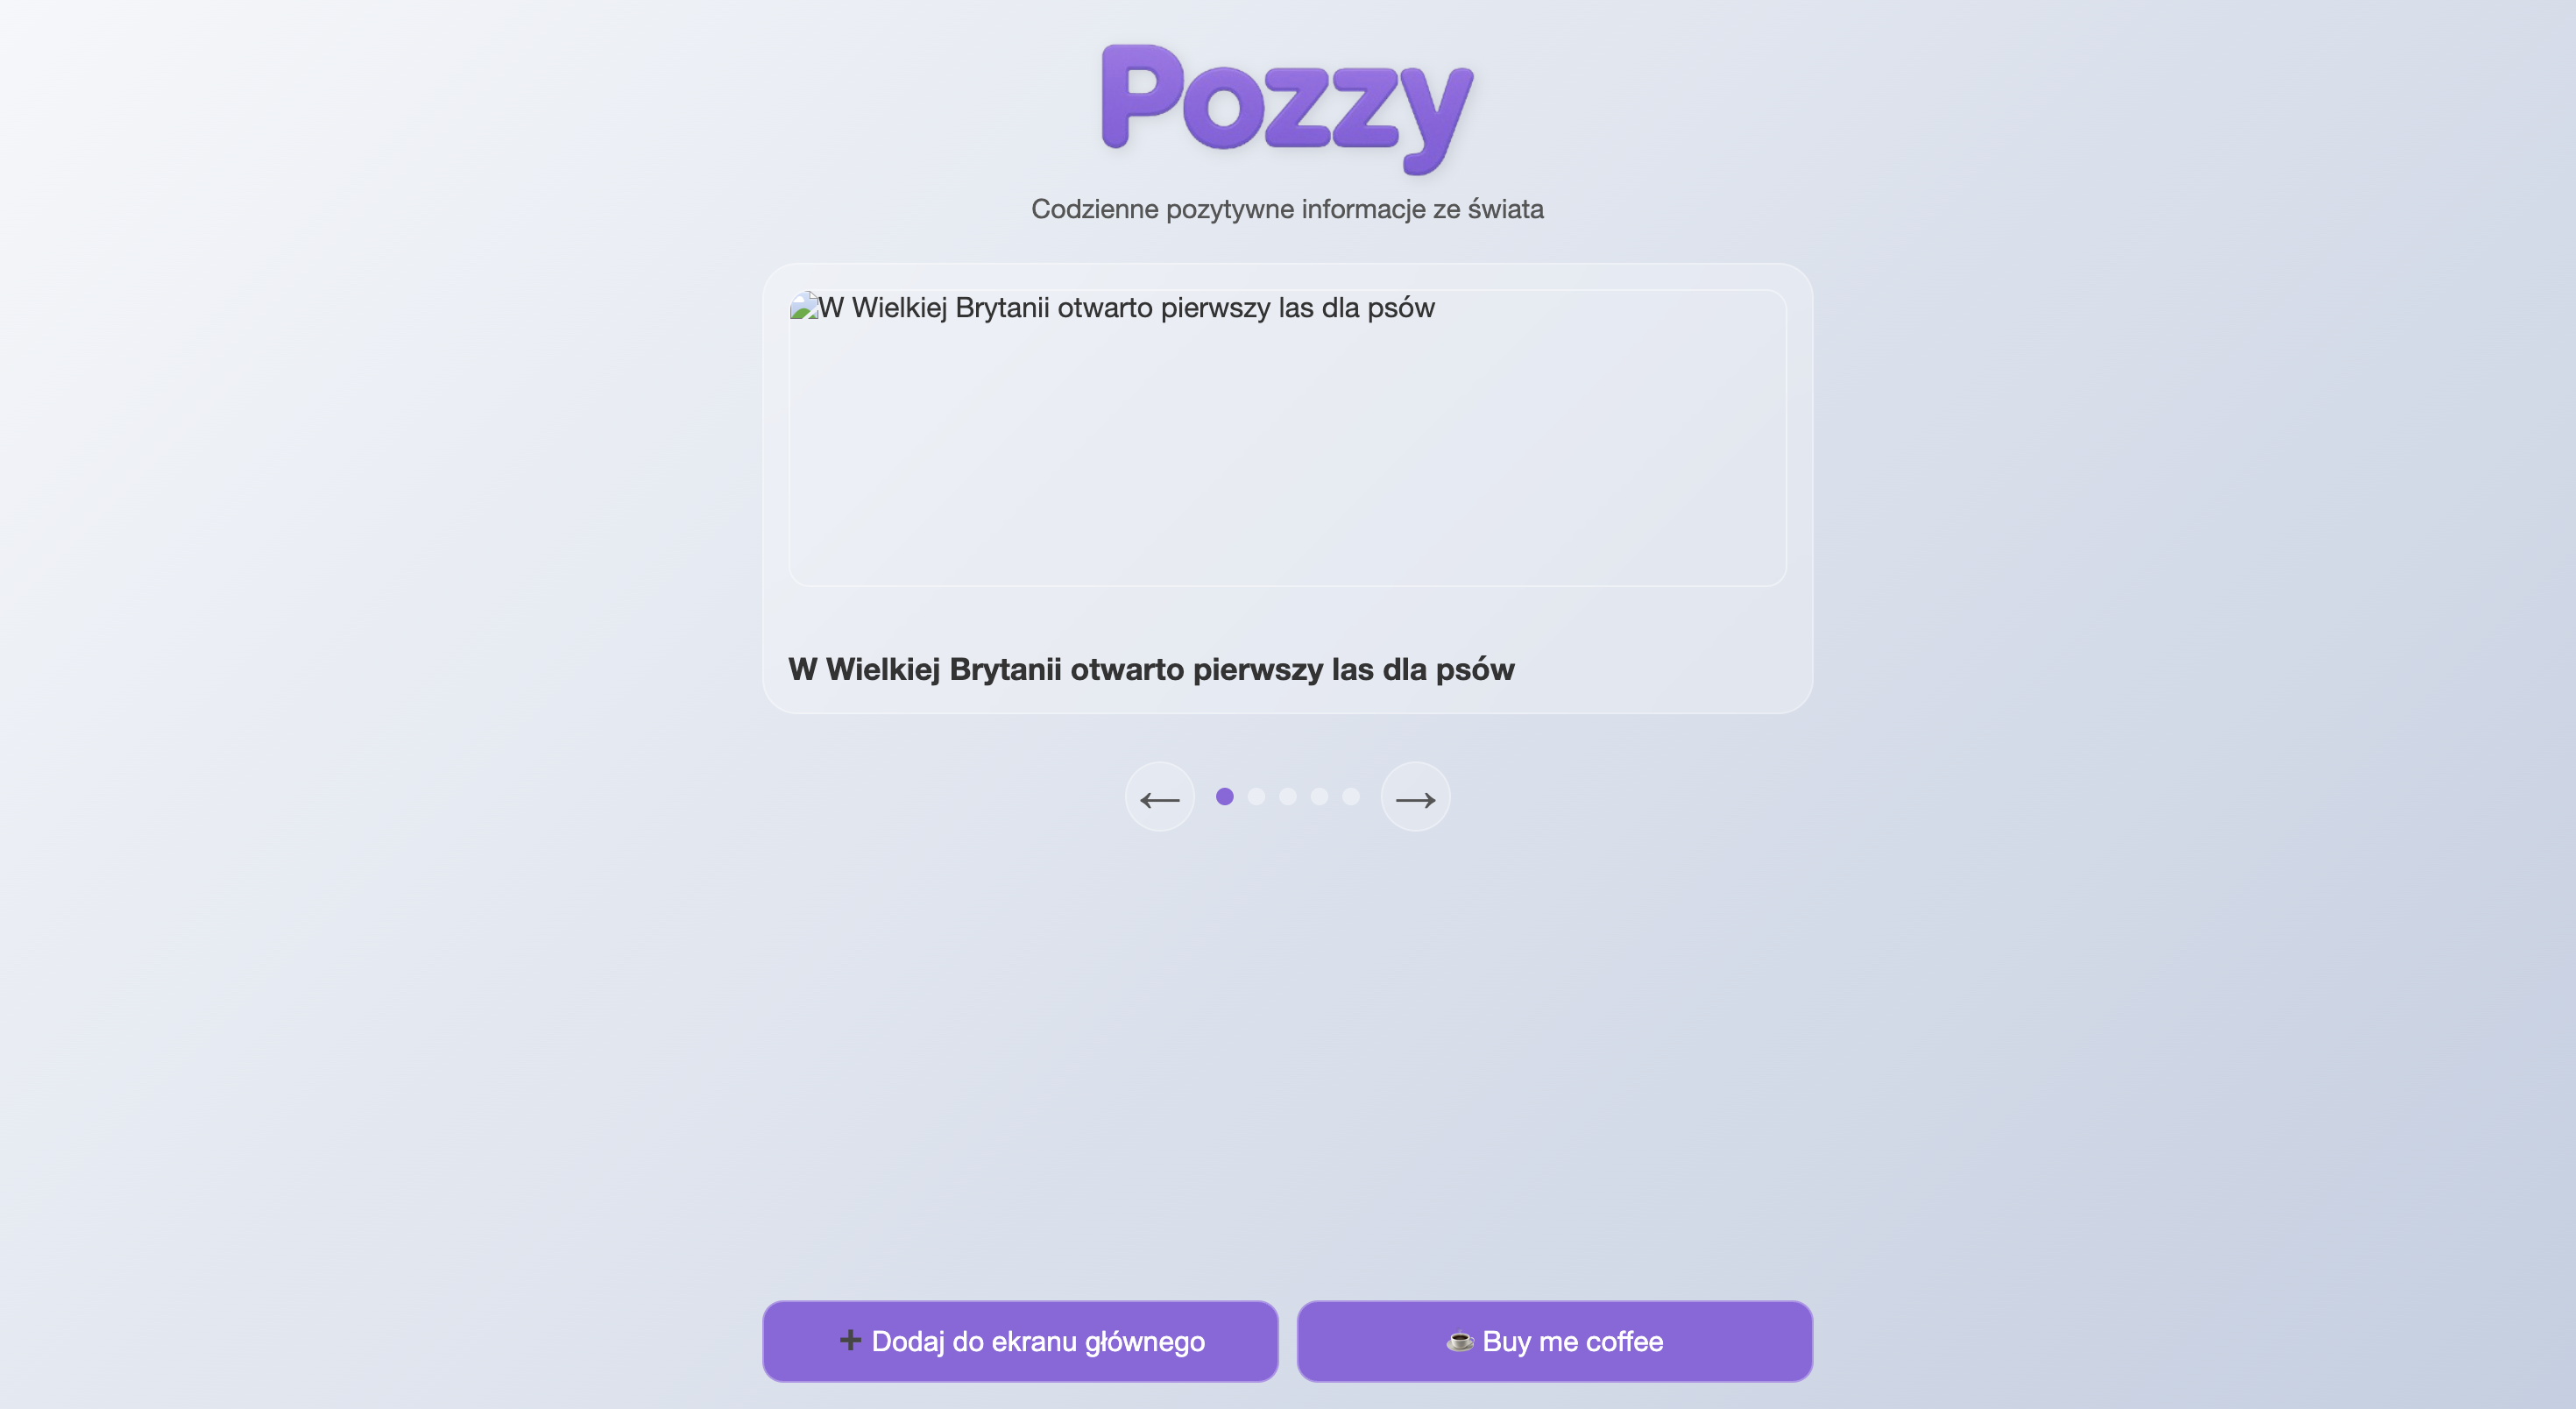 Pozzy
Codzienne pozytywne informacje ze świata
W Wielkiej Brytanii otwarto pierwszy las dla psów
W Wielkiej Brytanii otwarto pierwszy las dla psów
← →
➕ Dodaj do ekranu głównego
☕ Buy me coffee